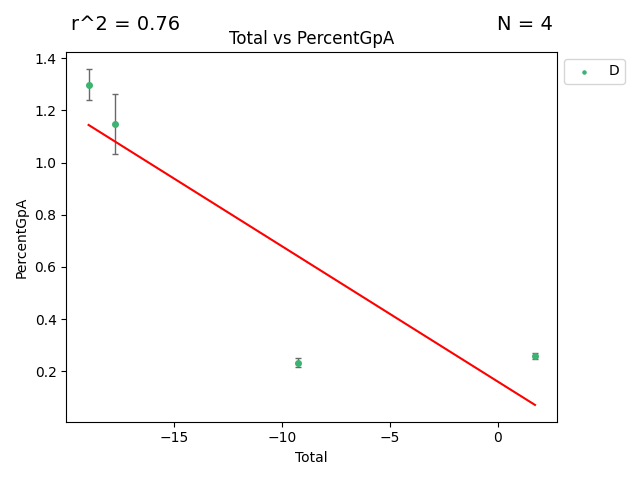 r^2 = 0.76
N = 4
Total vs PercentGpA
D
PercentGpA
1.4
1.2
1.0
0.8
0.6
0.4
0.2
−15
−10
−5
0
Total